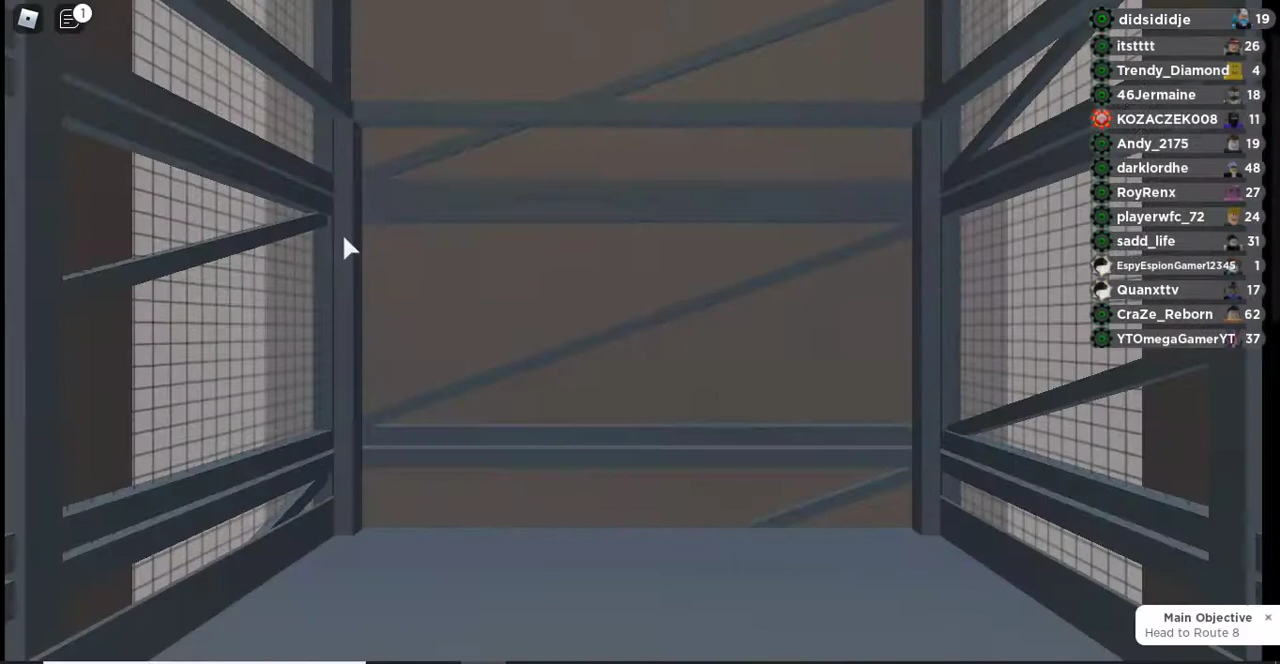 1
didsididje 19
itstttt 26
Trendy_Diamond 4
46Jermaine 18
KOZACZEK008 11
Andy_2175 19
darklordhe 48
RoyRenx 27
playerwfc_72 24
sadd_life 31
EspyEspionGamer12345 1
Quanxttv 17
CraZe_Reborn 62
YTOmegaGamerYT 37
Main Objective ×
Head to Route 8